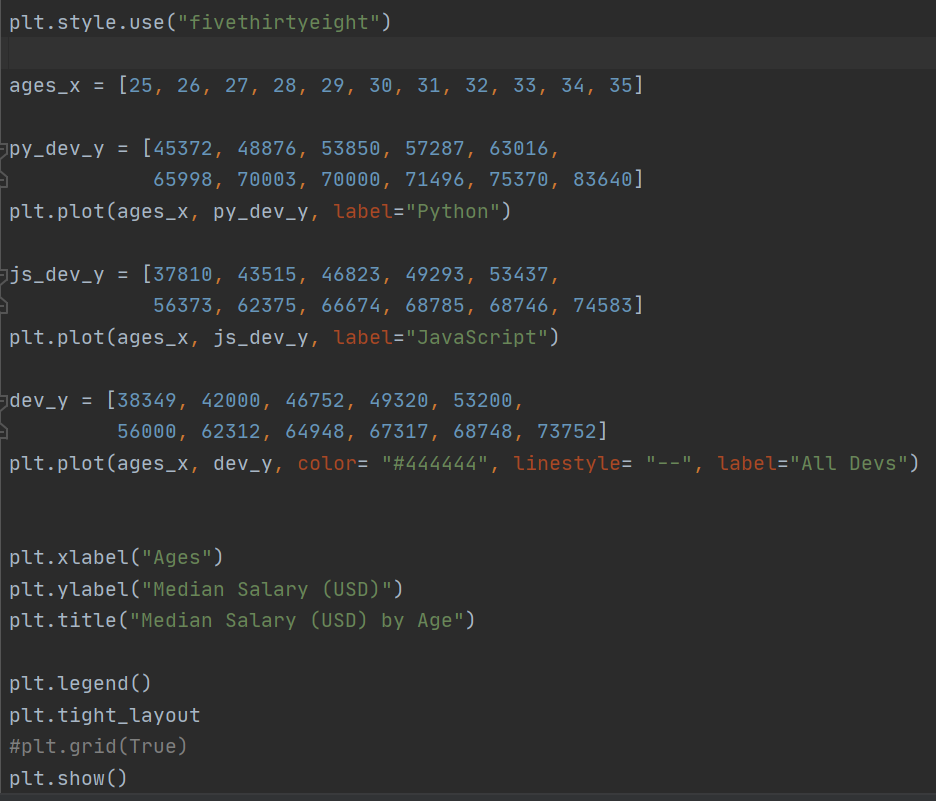 plt.style.use("fivethirtyeight")
ages_x = [25, 26, 27, 28, 29, 30, 31, 32, 33, 34, 35]
py_dev_y = [45372, 48876, 53850, 57287, 63016,
65998, 70003, 70000, 71496, 75370, 83640]
plt.plot(ages_x, py_dev_y, label="Python")
js_dev_y = [37810, 43515, 46823, 49293, 53437,
56373, 62375, 66674, 68785, 68746, 74583]
plt.plot(ages_x, js_dev_y, label="JavaScript")
dev_y = [38349, 42000, 46752, 49320, 53200,
56000, 62312, 64948, 67317, 68748, 73752]
plt.plot(ages_x, dev_y, color= "#444444", linestyle= "--", label="All Devs")
plt.xlabel("Ages")
plt.ylabel("Median Salary (USD)")
plt.title("Median Salary (USD) by Age")
plt.legend()
plt.tight_layout
#plt.grid(True)
plt.show()